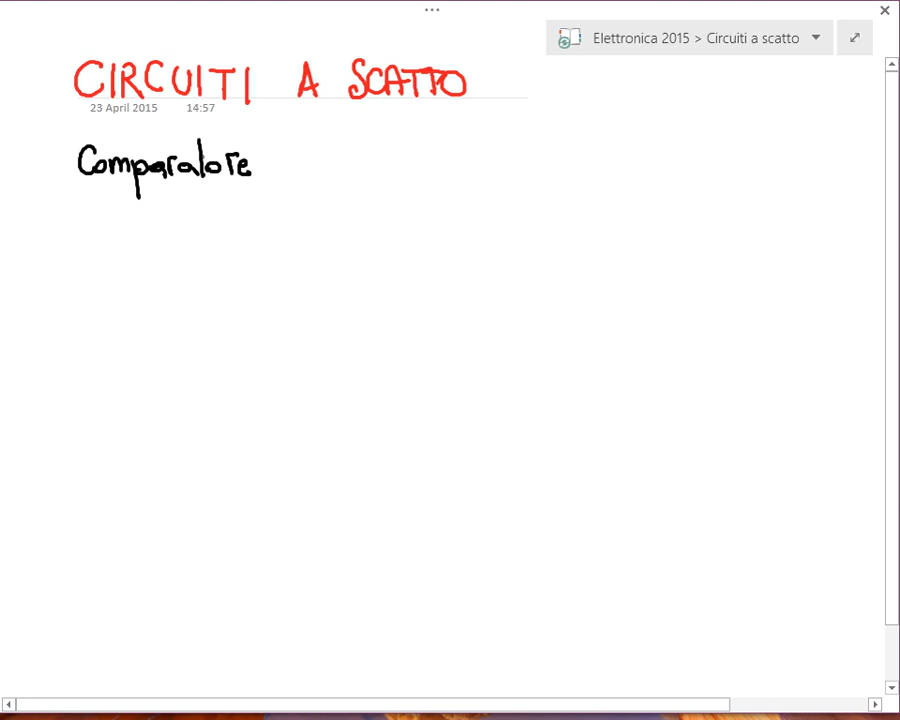 Elettronica 2015 > Circuiti a scatto
CIRCUITI A SCATTO
23 April 2015 14:57
Comparatore